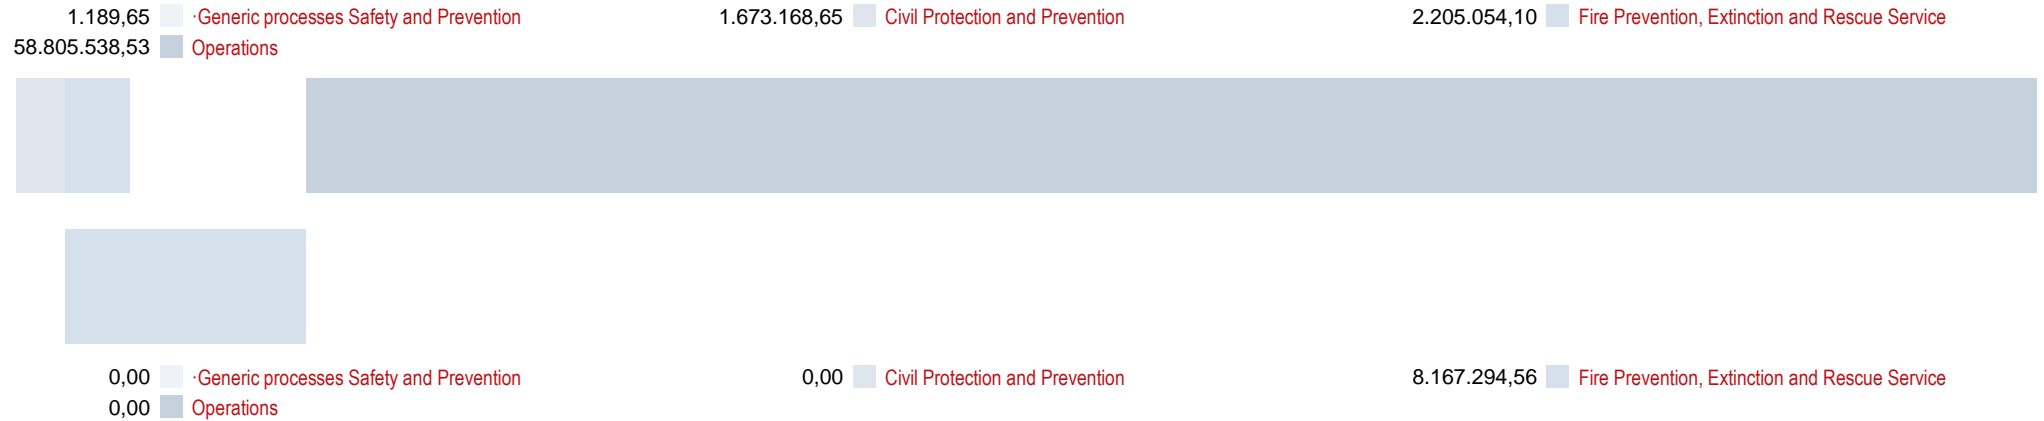 1.189,65 ·Generic processes Safety and Prevention 1.673.168,65 Civil Protection and Prevention 2.205.054,10 Fire Prevention, Extinction and Rescue Service
58.805.538,53 Operations
0,00 ·Generic processes Safety and Prevention 0,00 Civil Protection and Prevention 8.167.294,56 Fire Prevention, Extinction and Rescue Service
0,00 Operations